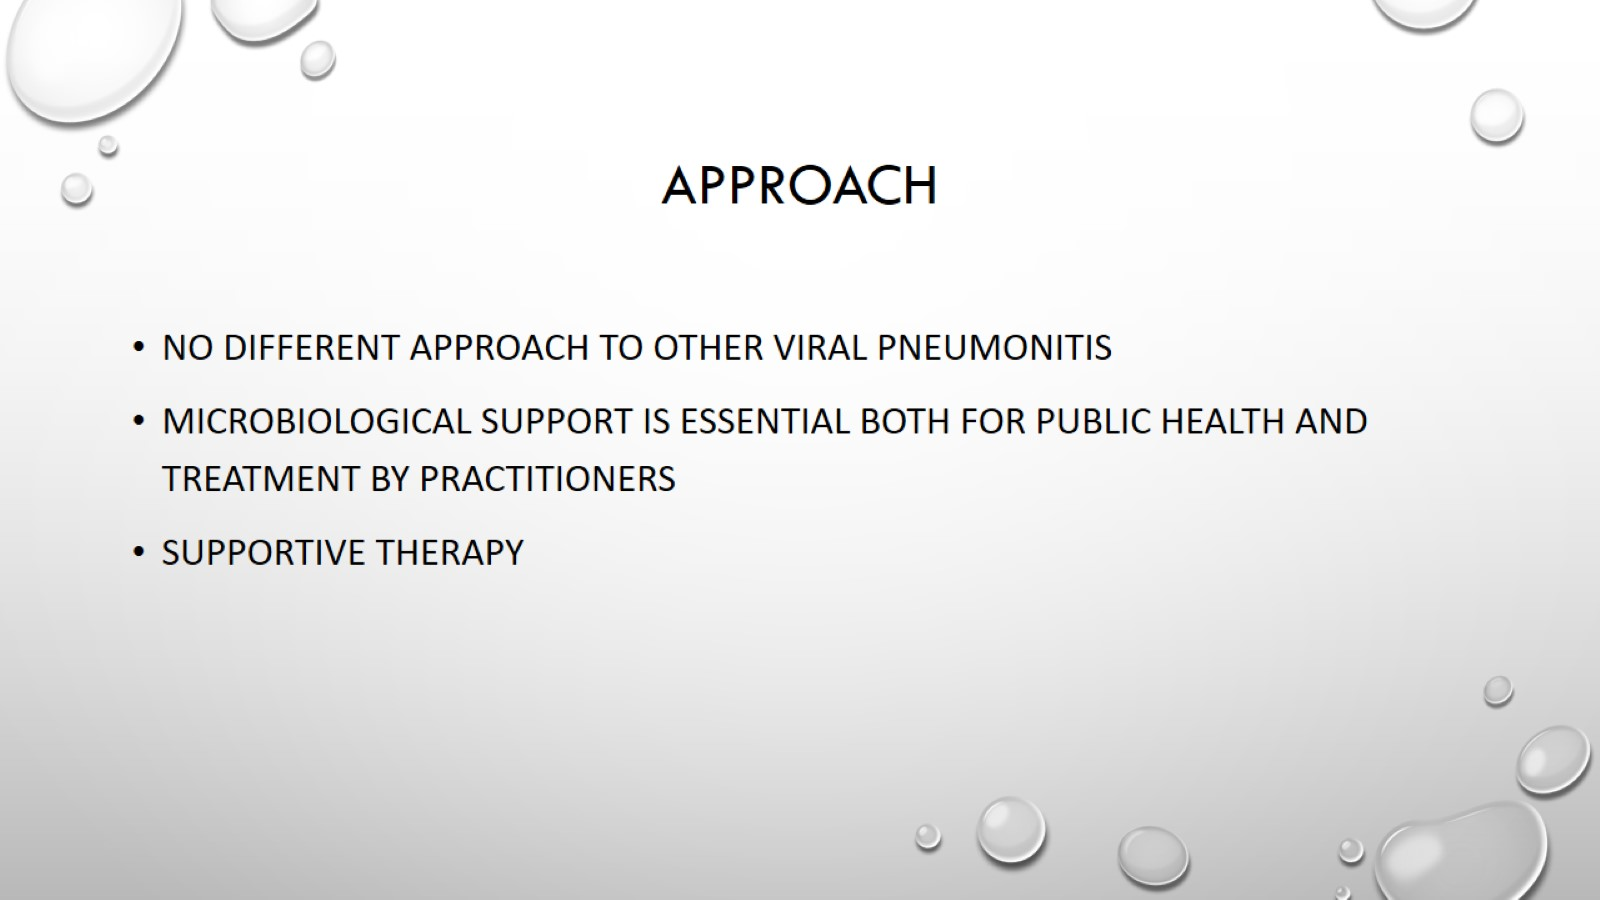 APPROACH
• NO DIFFERENT APPROACH TO OTHER VIRAL PNEUMONITIS
• MICROBIOLOGICAL SUPPORT IS ESSENTIAL BOTH FOR PUBLIC HEALTH AND
TREATMENT BY PRACTITIONERS
• SUPPORTIVE THERAPY